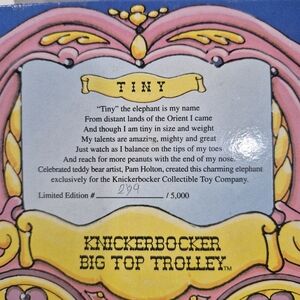 TINY
"Tiny" the elephant is my name
From distant lands of the Orient I came
And though I am tiny in size and weight
My talents are amazing, mighty and great
Just watch as I balance on the tips of my toes
And reach for more peanuts with the end of my nose.
Celebrated teddy bear artist, Pam Holton, created this charming elephant
exclusively for the Knickerbocker Collectible Toy Company.
Limited Edition # 299 / 5,000
KNICKERBOCKER
BIG TOP TROLLEY™